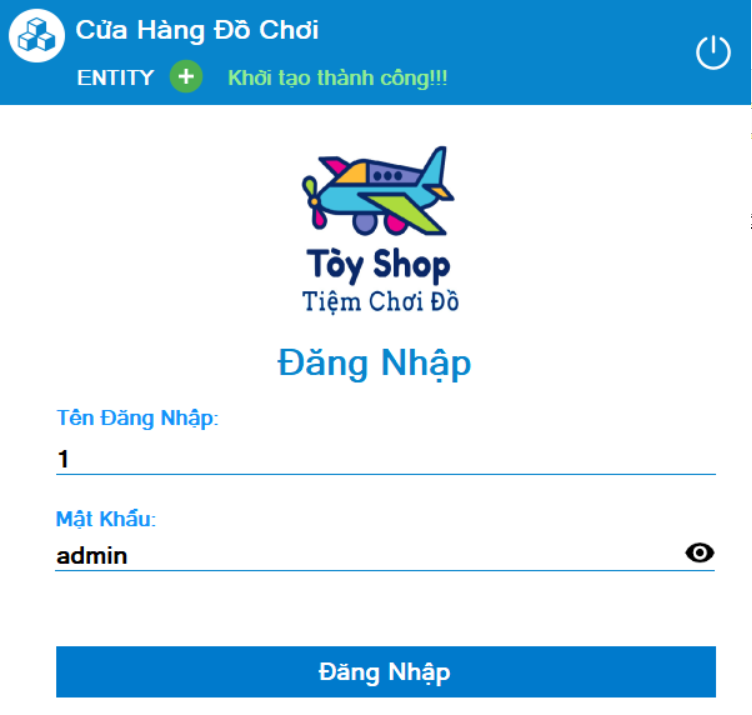 Cửa Hàng Đồ Chơi
ENTITY + Khởi tạo thành công!!!
Tòy Shop
Tiệm Chơi Đồ
Đăng Nhập
Tên Đăng Nhập:
1
Mật Khẩu:
admin
Đăng Nhập